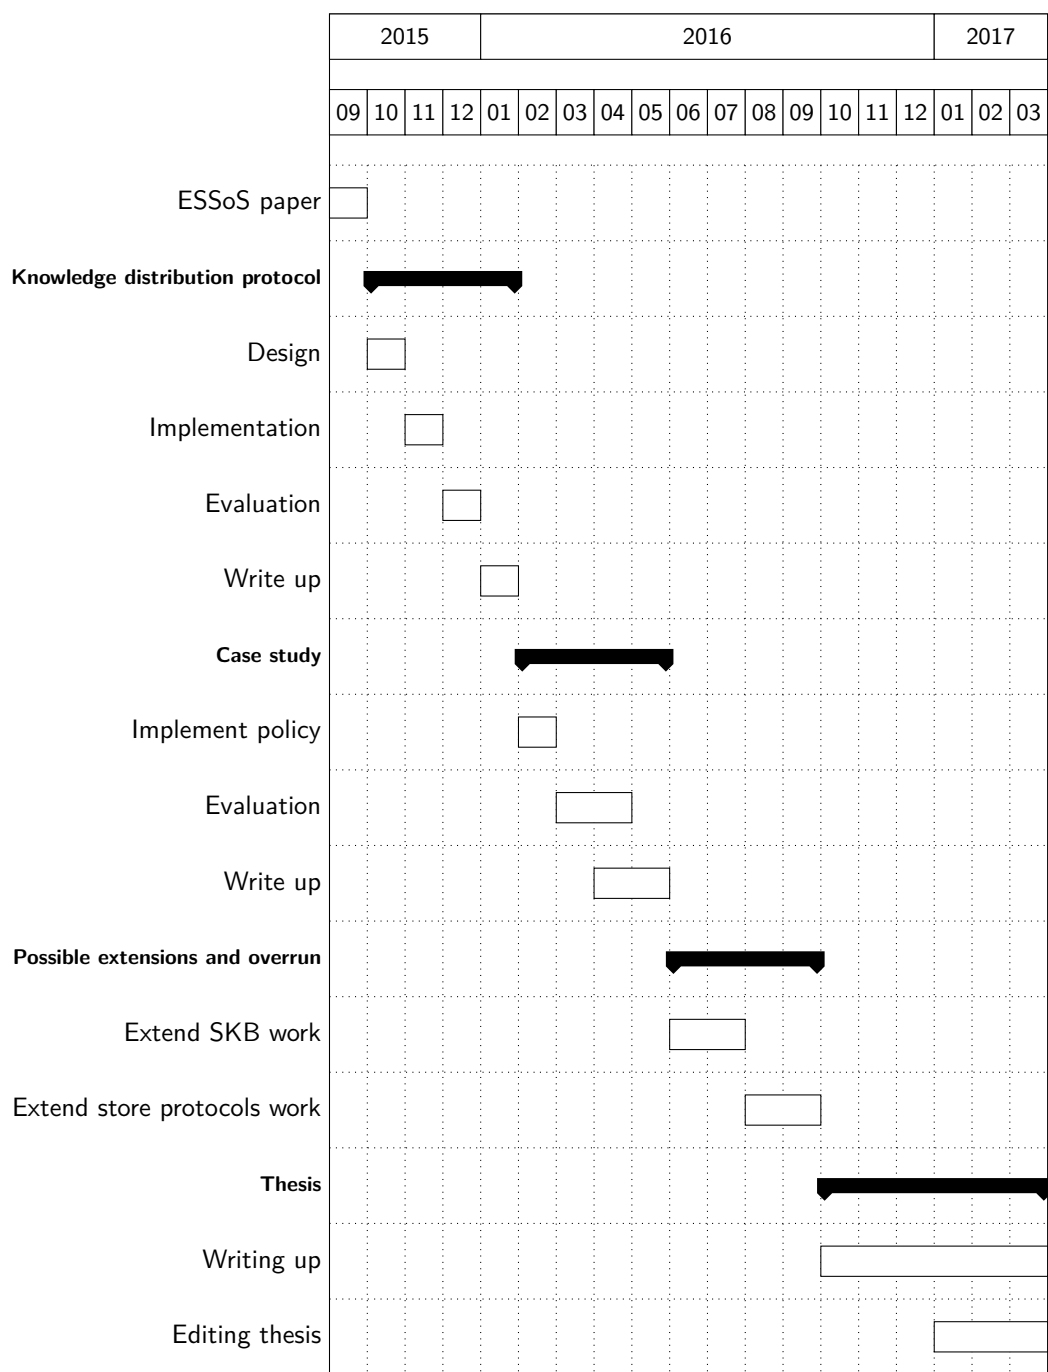 2015 2016 2017
09 10 11 12 01 02 03 04 05 06 07 08 09 10 11 12 01 02 03
ESSoS paper
Knowledge distribution protocol
Design
Implementation
Evaluation
Write up
Case study
Implement policy
Evaluation
Write up
Possible extensions and overrun
Extend SKB work
Extend store protocols work
Thesis
Writing up
Editing thesis